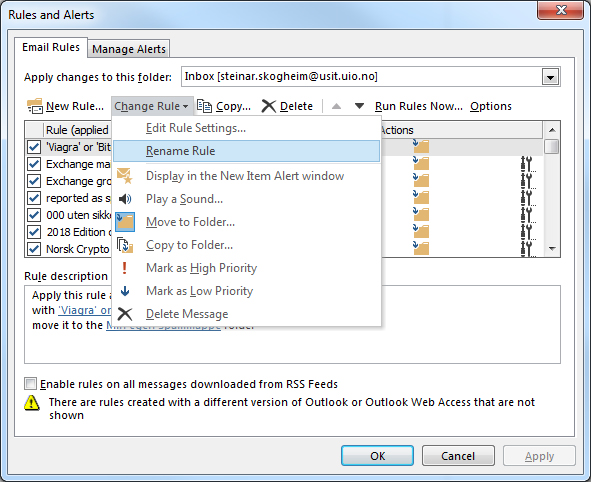 Rules and Alerts
Email Rules
Manage Alerts
Apply changes to this folder:
Inbox [steinar.skogheim@usit.uio.no]
New Rule... Change Rule Copy... Delete Run Rules Now... Options
Rule (applied
Actions
'Viagra' or 'Bit
Exchange ma
Exchange gro
reported as s
000 uten sikk
2018 Edition o
Norsk Crypto
Edit Rule Settings...
Rename Rule
Display in the New Item Alert window
Play a Sound...
Move to Folder...
Copy to Folder...
Mark as High Priority
Mark as Low Priority
Delete Message
Rule description
Apply this rule a
with 'Viagra' or
move it to the
Enable rules on all messages downloaded from RSS Feeds
There are rules created with a different version of Outlook or Outlook Web Access that are not
shown
OK
Cancel
Apply